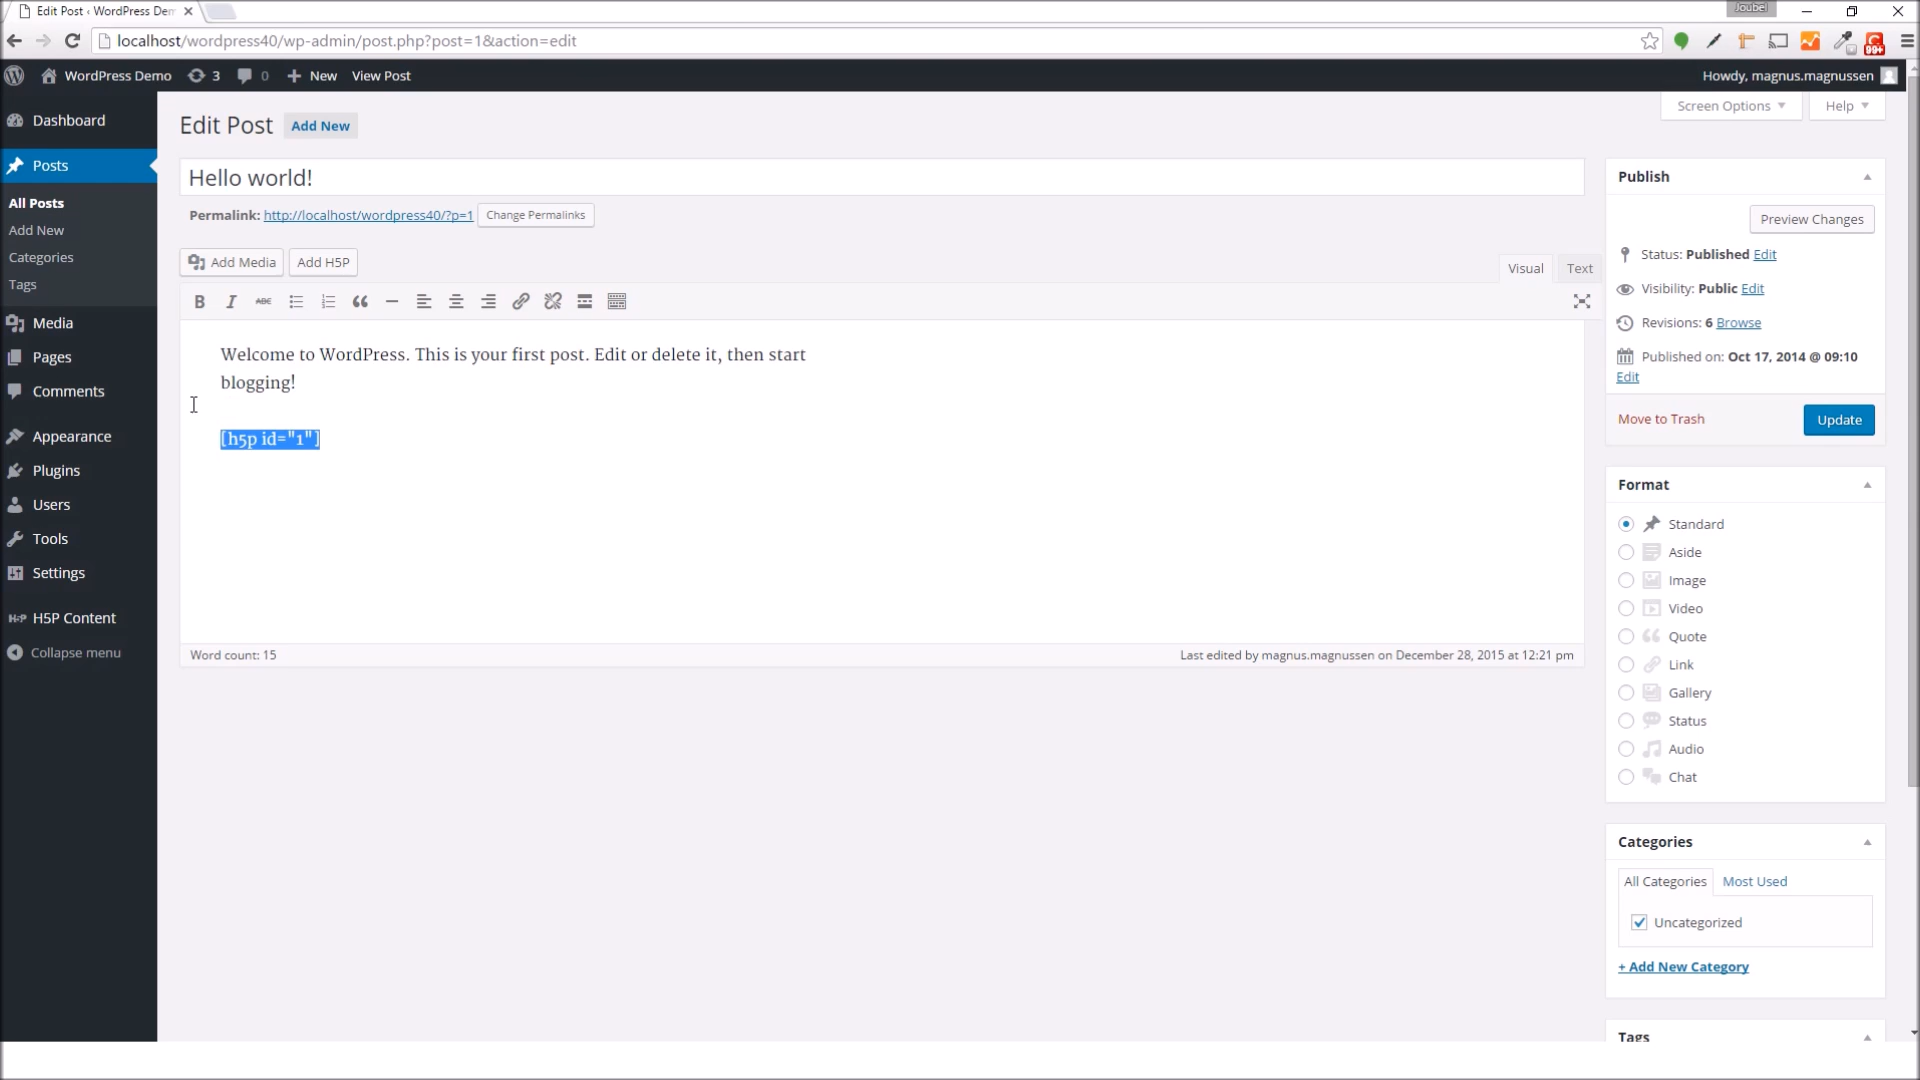 Edit Post ‹ WordPress Dem
Joubel
localhost/wordpress40/wp-admin/post.php?post=1&action=edit
99+
WordPress Demo 3 0 New View Post
Howdy, magnus.magnussen
Screen Options
Help
Dashboard
Posts
All Posts
Add New
Categories
Tags
Media
Pages
Comments
Appearance
Plugins
Users
Tools
Settings
H-P H5P Content
Collapse menu
Edit Post Add New
Hello world!
Permalink: http://localhost/wordpress40/?p=1 Change Permalinks
Add Media Add H5P
Visual Text
B I ABC
Welcome to WordPress. This is your first post. Edit or delete it, then start
blogging!
[h5p id="1"]
Word count: 15
Last edited by magnus.magnussen on December 28, 2015 at 12:21 pm
Publish
Preview Changes
Status: Published Edit
Visibility: Public Edit
Revisions: 6 Browse
Published on: Oct 17, 2014 @ 09:10
Edit
Move to Trash Update
Format
Standard
Aside
Image
Video
Quote
Link
Gallery
Status
Audio
Chat
Categories
All Categories Most Used
Uncategorized
+ Add New Category
Tags